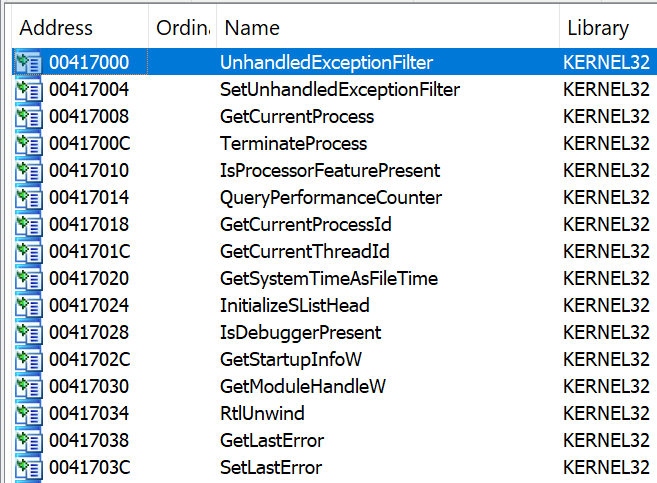 Address Ordin Name Library
00417000 UnhandledExceptionFilter KERNEL32
00417004 SetUnhandledExceptionFilter KERNEL32
00417008 GetCurrentProcess KERNEL32
0041700C TerminateProcess KERNEL32
00417010 IsProcessorFeaturePresent KERNEL32
00417014 QueryPerformanceCounter KERNEL32
00417018 GetCurrentProcessId KERNEL32
0041701C GetCurrentThreadId KERNEL32
00417020 GetSystemTimeAsFileTime KERNEL32
00417024 InitializeSListHead KERNEL32
00417028 IsDebuggerPresent KERNEL32
0041702C GetStartupInfoW KERNEL32
00417030 GetModuleHandleW KERNEL32
00417034 RtlUnwind KERNEL32
00417038 GetLastError KERNEL32
0041703C SetLastError KERNEL32